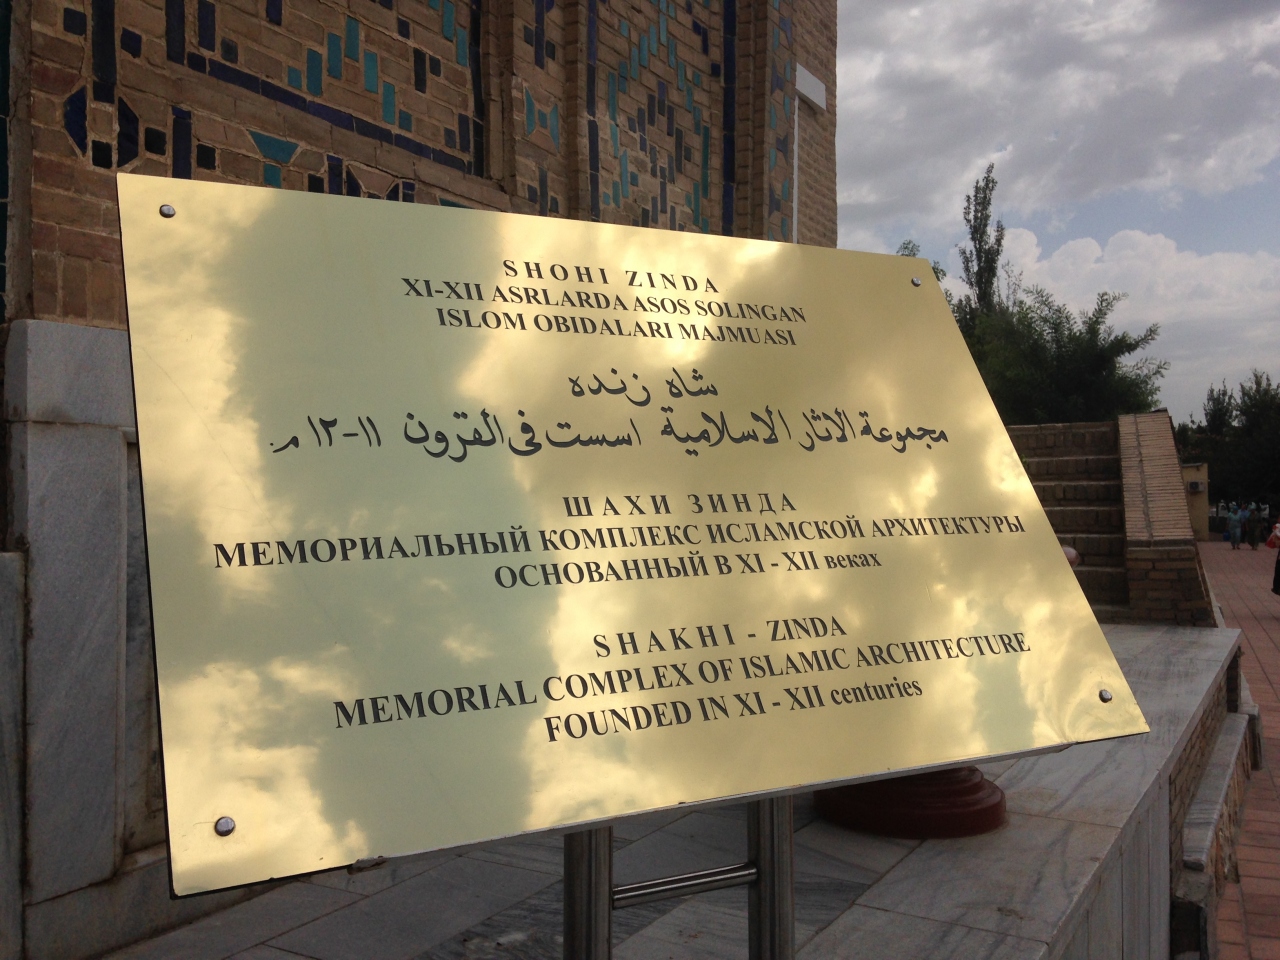 SHOHI ZINDA
XI-XII ASRLARDA ASOS SOLINGAN
ISLOM OBIDALARI MAJMUASI
شاه زنده
مجموعة الاثار الاسلامية اسست في القرون ١١-١٢ م.
ШАХИ ЗИНДА
МЕМОРИАЛЬНЫЙ КОМПЛЕКС ИСЛАМСКОЙ АРХИТЕКТУРЫ
ОСНОВАННЫЙ В XI - XII веках
SHAKHI - ZINDA
MEMORIAL COMPLEX OF ISLAMIC ARCHITECTURE
FOUNDED IN XI - XII centuries